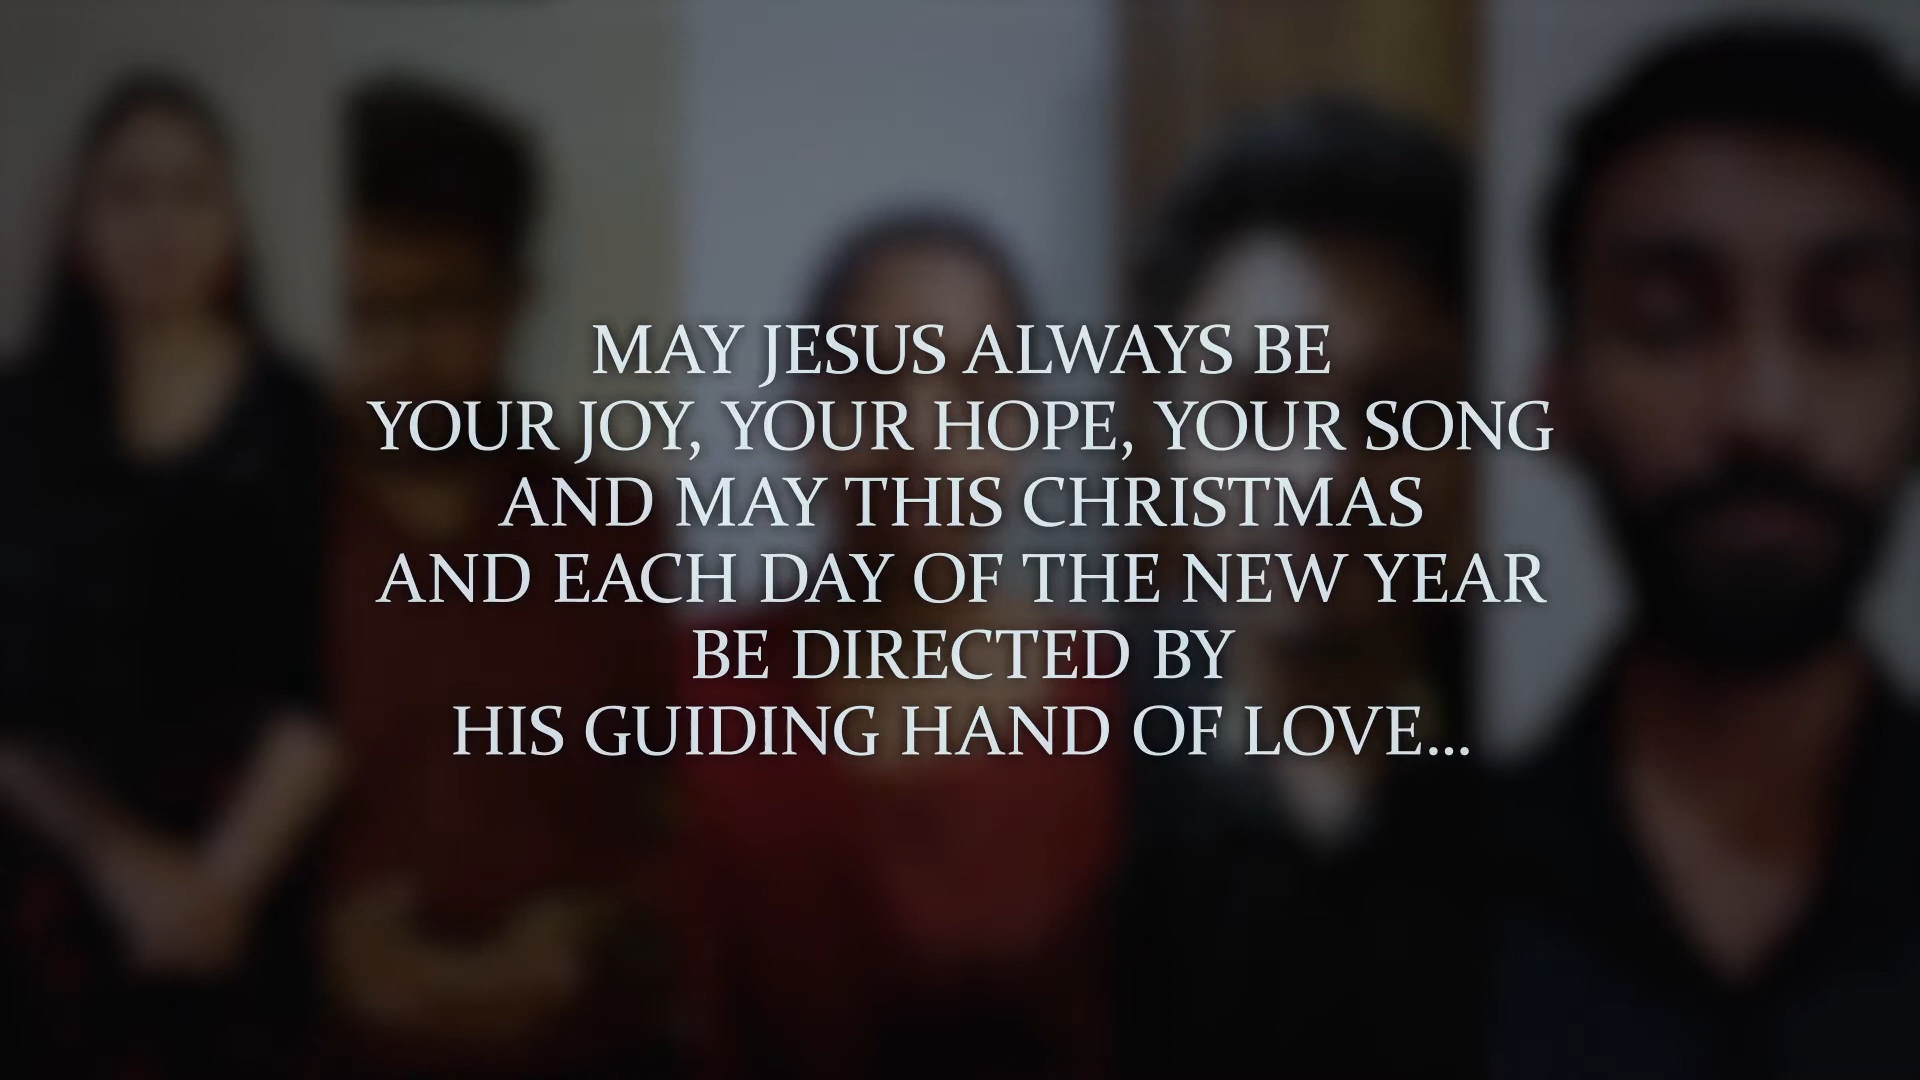 MAY JESUS ALWAYS BE
YOUR JOY, YOUR HOPE, YOUR SONG
AND MAY THIS CHRISTMAS
AND EACH DAY OF THE NEW YEAR
BE DIRECTED BY
HIS GUIDING HAND OF LOVE...